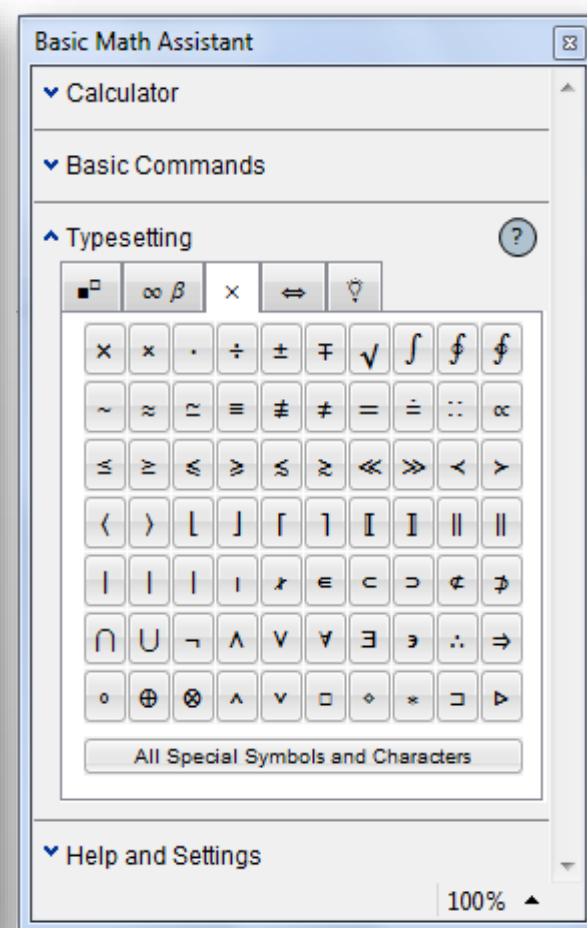 Basic Math Assistant
Calculator
Basic Commands
Typesetting ?
■□ ∞ β × ⇔
× × · ÷ ± ∓ √ ∫ ∮ ∮
~ ≈ ≃ ≡ ≢ ≠ = ≐ ∷ ∝
≤ ≥ ⩽ ⩾ ≲ ≳ ≪ ≫ ≺ ≻
〈 〉 ⌊ ⌋ ⌈ ⌉ ⟦ ⟧ ‖ ‖
| | | ı ∊ ⊂ ⊃ ⊄ ⊅
∩ ∪ ¬ ∧ ∨ ∀ ∃ ∍ ∴ ⇒
∘ ⊕ ⊗ ∧ ∨ □ ⋄ * ⊐ ⊳
All Special Symbols and Characters
Help and Settings
100%